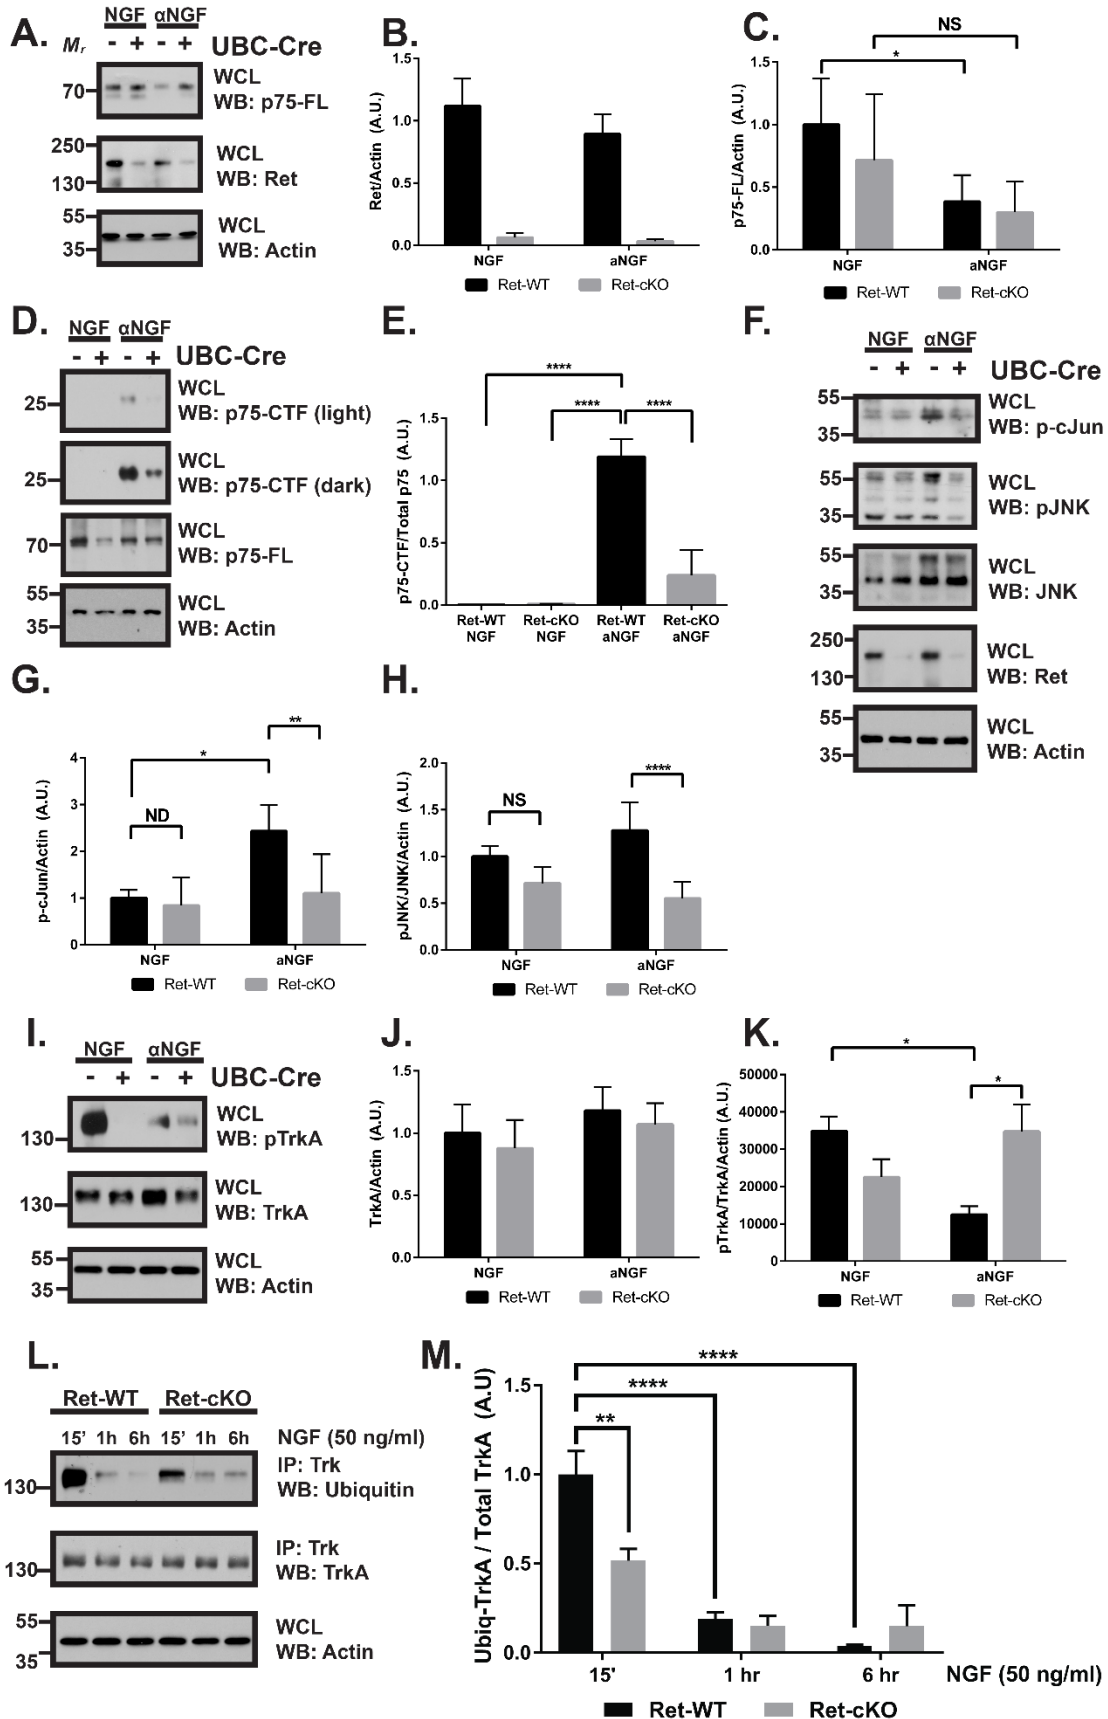 A.
NGF αNGF
Mr - + - + UBC-Cre
70
WCL
WB: p75-FL
250
130
WCL
WB: Ret
55
35
WCL
WB: Actin
B.
Ret/Actin (A.U.)
1.5
1.0
0.5
0.0
NGF aNGF
Ret-WT Ret-cKO
C.
NS
*
p75-FL/Actin (A.U.)
1.5
1.0
0.5
0.0
NGF aNGF
Ret-WT Ret-cKO
D.
NGF αNGF
- + - + UBC-Cre
25
WCL
WB: p75-CTF (light)
25
WCL
WB: p75-CTF (dark)
70
WCL
WB: p75-FL
55
35
WCL
WB: Actin
E.
****
**** ****
p75-CTF/Total p75 (A.U.)
1.5
1.0
0.5
0.0
Ret-WT Ret-cKO Ret-WT Ret-cKO
NGF NGF aNGF aNGF
F.
NGF αNGF
- + - +
UBC-Cre
55
35
WCL
WB: p-cJun
55
35
WCL
WB: pJNK
55
35
WCL
WB: JNK
250
130
WCL
WB: Ret
55
35
WCL
WB: Actin
G.
**
*
ND
p-cJun/Actin (A.U.)
4
3
2
1
0
NGF aNGF
Ret-WT Ret-cKO
H.
****
NS
pJNK/JNK/Actin (A.U.)
2.0
1.5
1.0
0.5
0.0
NGF aNGF
Ret-WT Ret-cKO
I.
NGF αNGF
- + - + UBC-Cre
130
WCL
WB: pTrkA
130
WCL
WB: TrkA
55
35
WCL
WB: Actin
J.
TrkA/Actin (A.U.)
1.5
1.0
0.5
0.0
NGF aNGF
Ret-WT Ret-cKO
K.
*
*
pTrkA/TrkA/Actin (A.U.)
50000
40000
30000
20000
10000
0
NGF aNGF
Ret-WT Ret-cKO
L.
Ret-WT Ret-cKO
15' 1h 6h 15' 1h 6h NGF (50 ng/ml)
130
IP: Trk
WB: Ubiquitin
130
IP: Trk
WB: TrkA
55
35
WCL
WB: Actin
M.
****
****
**
Ubiq-TrkA / Total TrkA (A.U)
1.5
1.0
0.5
0.0
15' 1 hr 6 hr NGF (50 ng/ml)
Ret-WT Ret-cKO